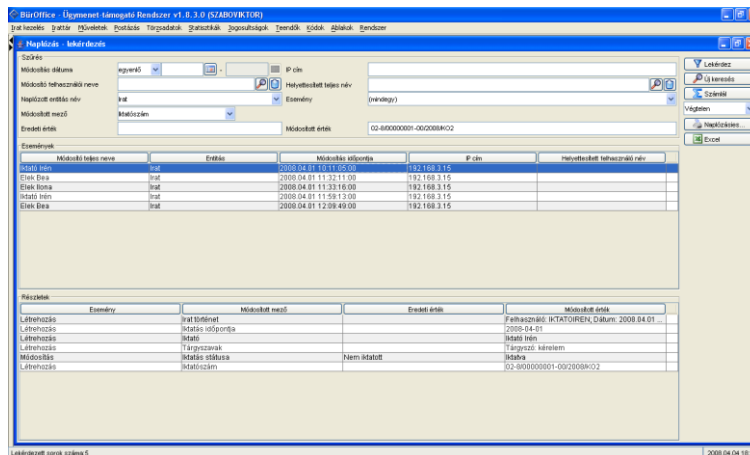 BürOffice - Ügymenet-támogató Rendszer v1.0.3.0 (SZABOVIKTOR)
Irat kezelés Irattár Műveletek Postázás Törzsadatok Statisztikák Jogosultságok Teendők Kódok Ablakok Rendszer
Naplózás - lekérdezés
Szűrés
Módosítás dátuma egyenlő - IP cím
Módosító felhasználói neve Helyettesített teljes név
Naplózott entitás név Irat Esemény (mindegy)
Módosított mező Iktatószám
Eredeti érték Módosított érték 02-8/00000001-00/2008/KO2
Lekérdez
Új keresés
Számlál
Végtelen
Naplózási
Excel
Események
Módosító teljes neve Entitás Módosítás időpontja IP cím Helyettesített felhasználó név
Iktató Irén Irat 2008.04.01 10:11:05:00 192.168.3.15
Elek Bea Irat 2008.04.01 11:32:11:00 192.168.3.15
Elek Ilona Irat 2008.04.01 11:33:16:00 192.168.3.15
Iktató Irén Irat 2008.04.01 11:59:13:00 192.168.3.15
Elek Bea Irat 2008.04.01 12:09:49:00 192.168.3.15
Részletek
Esemény Módosított mező Eredeti érték Módosított érték
Létrehozás Irat történet Felhasználó: IKTATOIREN; Dátum: 2008.04.01 ...
Létrehozás Iktatás időpontja 2008-04-01
Létrehozás Iktató Iktató Irén
Létrehozás Tárgyszavak Tárgyszó: kérelem
Módosítás Iktatás státusa Nem iktatott Iktatva
Létrehozás Iktatószám 02-8/00000001-00/2008/KO2
Lekérdezett sorok száma:5 2008.04.04 18: